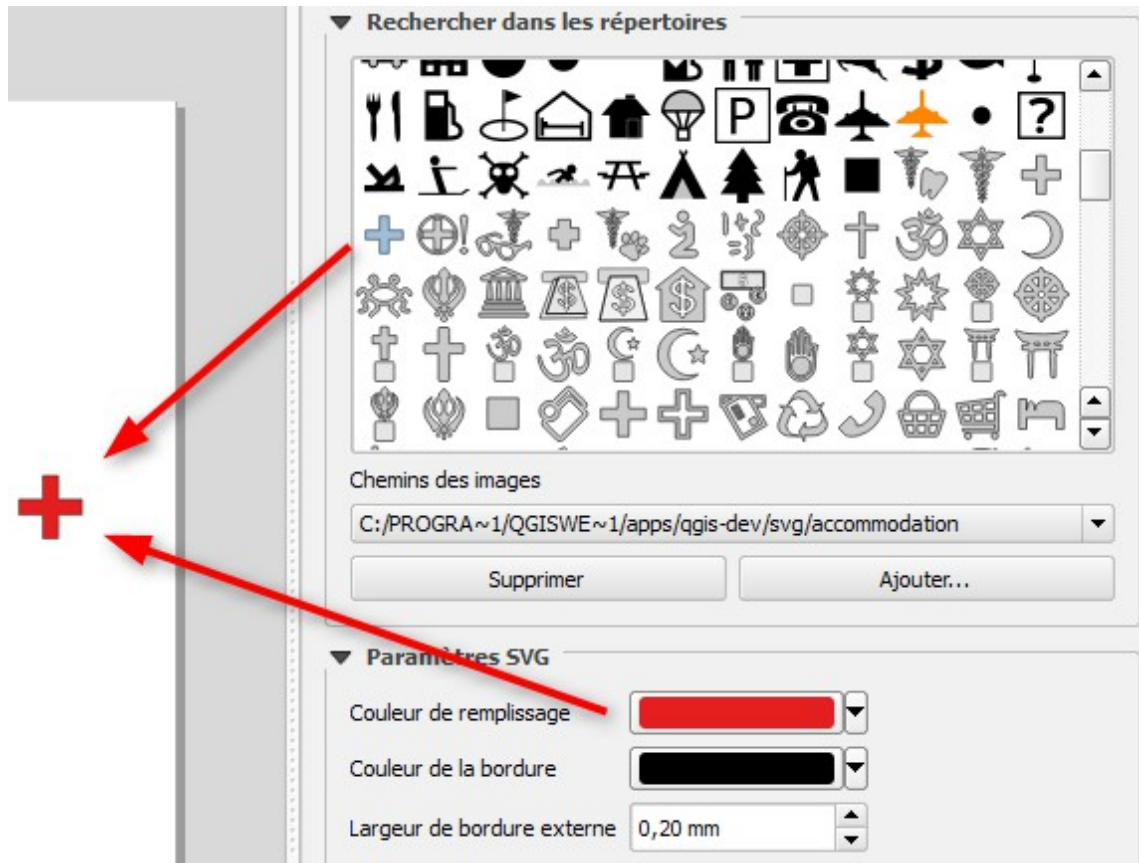 Rechercher dans les répertoires
P
?
Chemins des images
C:/PROGRA~1/QGISWE~1/apps/qgis-dev/svg/accommodation
Supprimer
Ajouter...
Paramètres SVG
Couleur de remplissage
Couleur de la bordure
Largeur de bordure externe 0,20 mm